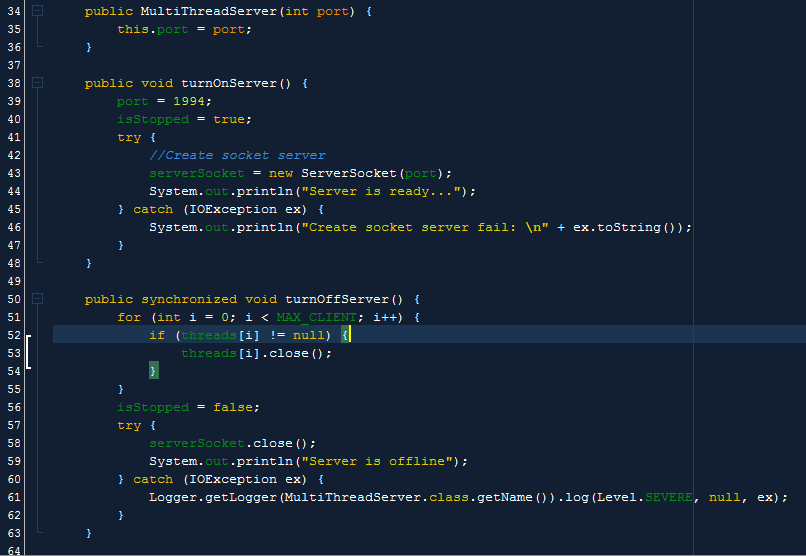 34 public MultiThreadServer(int port) {
35 this.port = port;
36 }
37
38 public void turnOnServer() {
39 port = 1994;
40 isStopped = true;
41 try {
42 //Create socket server
43 serverSocket = new ServerSocket(port);
44 System.out.println("Server is ready...");
45 } catch (IOException ex) {
46 System.out.println("Create socket server fail: \n" + ex.toString());
47 }
48 }
49
50 public synchronized void turnOffServer() {
51 for (int i = 0; i < MAX_CLIENT; i++) {
52 if (threads[i] != null) {
53 threads[i].close();
54 }
55 }
56 isStopped = false;
57 try {
58 serverSocket.close();
59 System.out.println("Server is offline");
60 } catch (IOException ex) {
61 Logger.getLogger(MultiThreadServer.class.getName()).log(Level.SEVERE, null, ex);
62 }
63 }
64